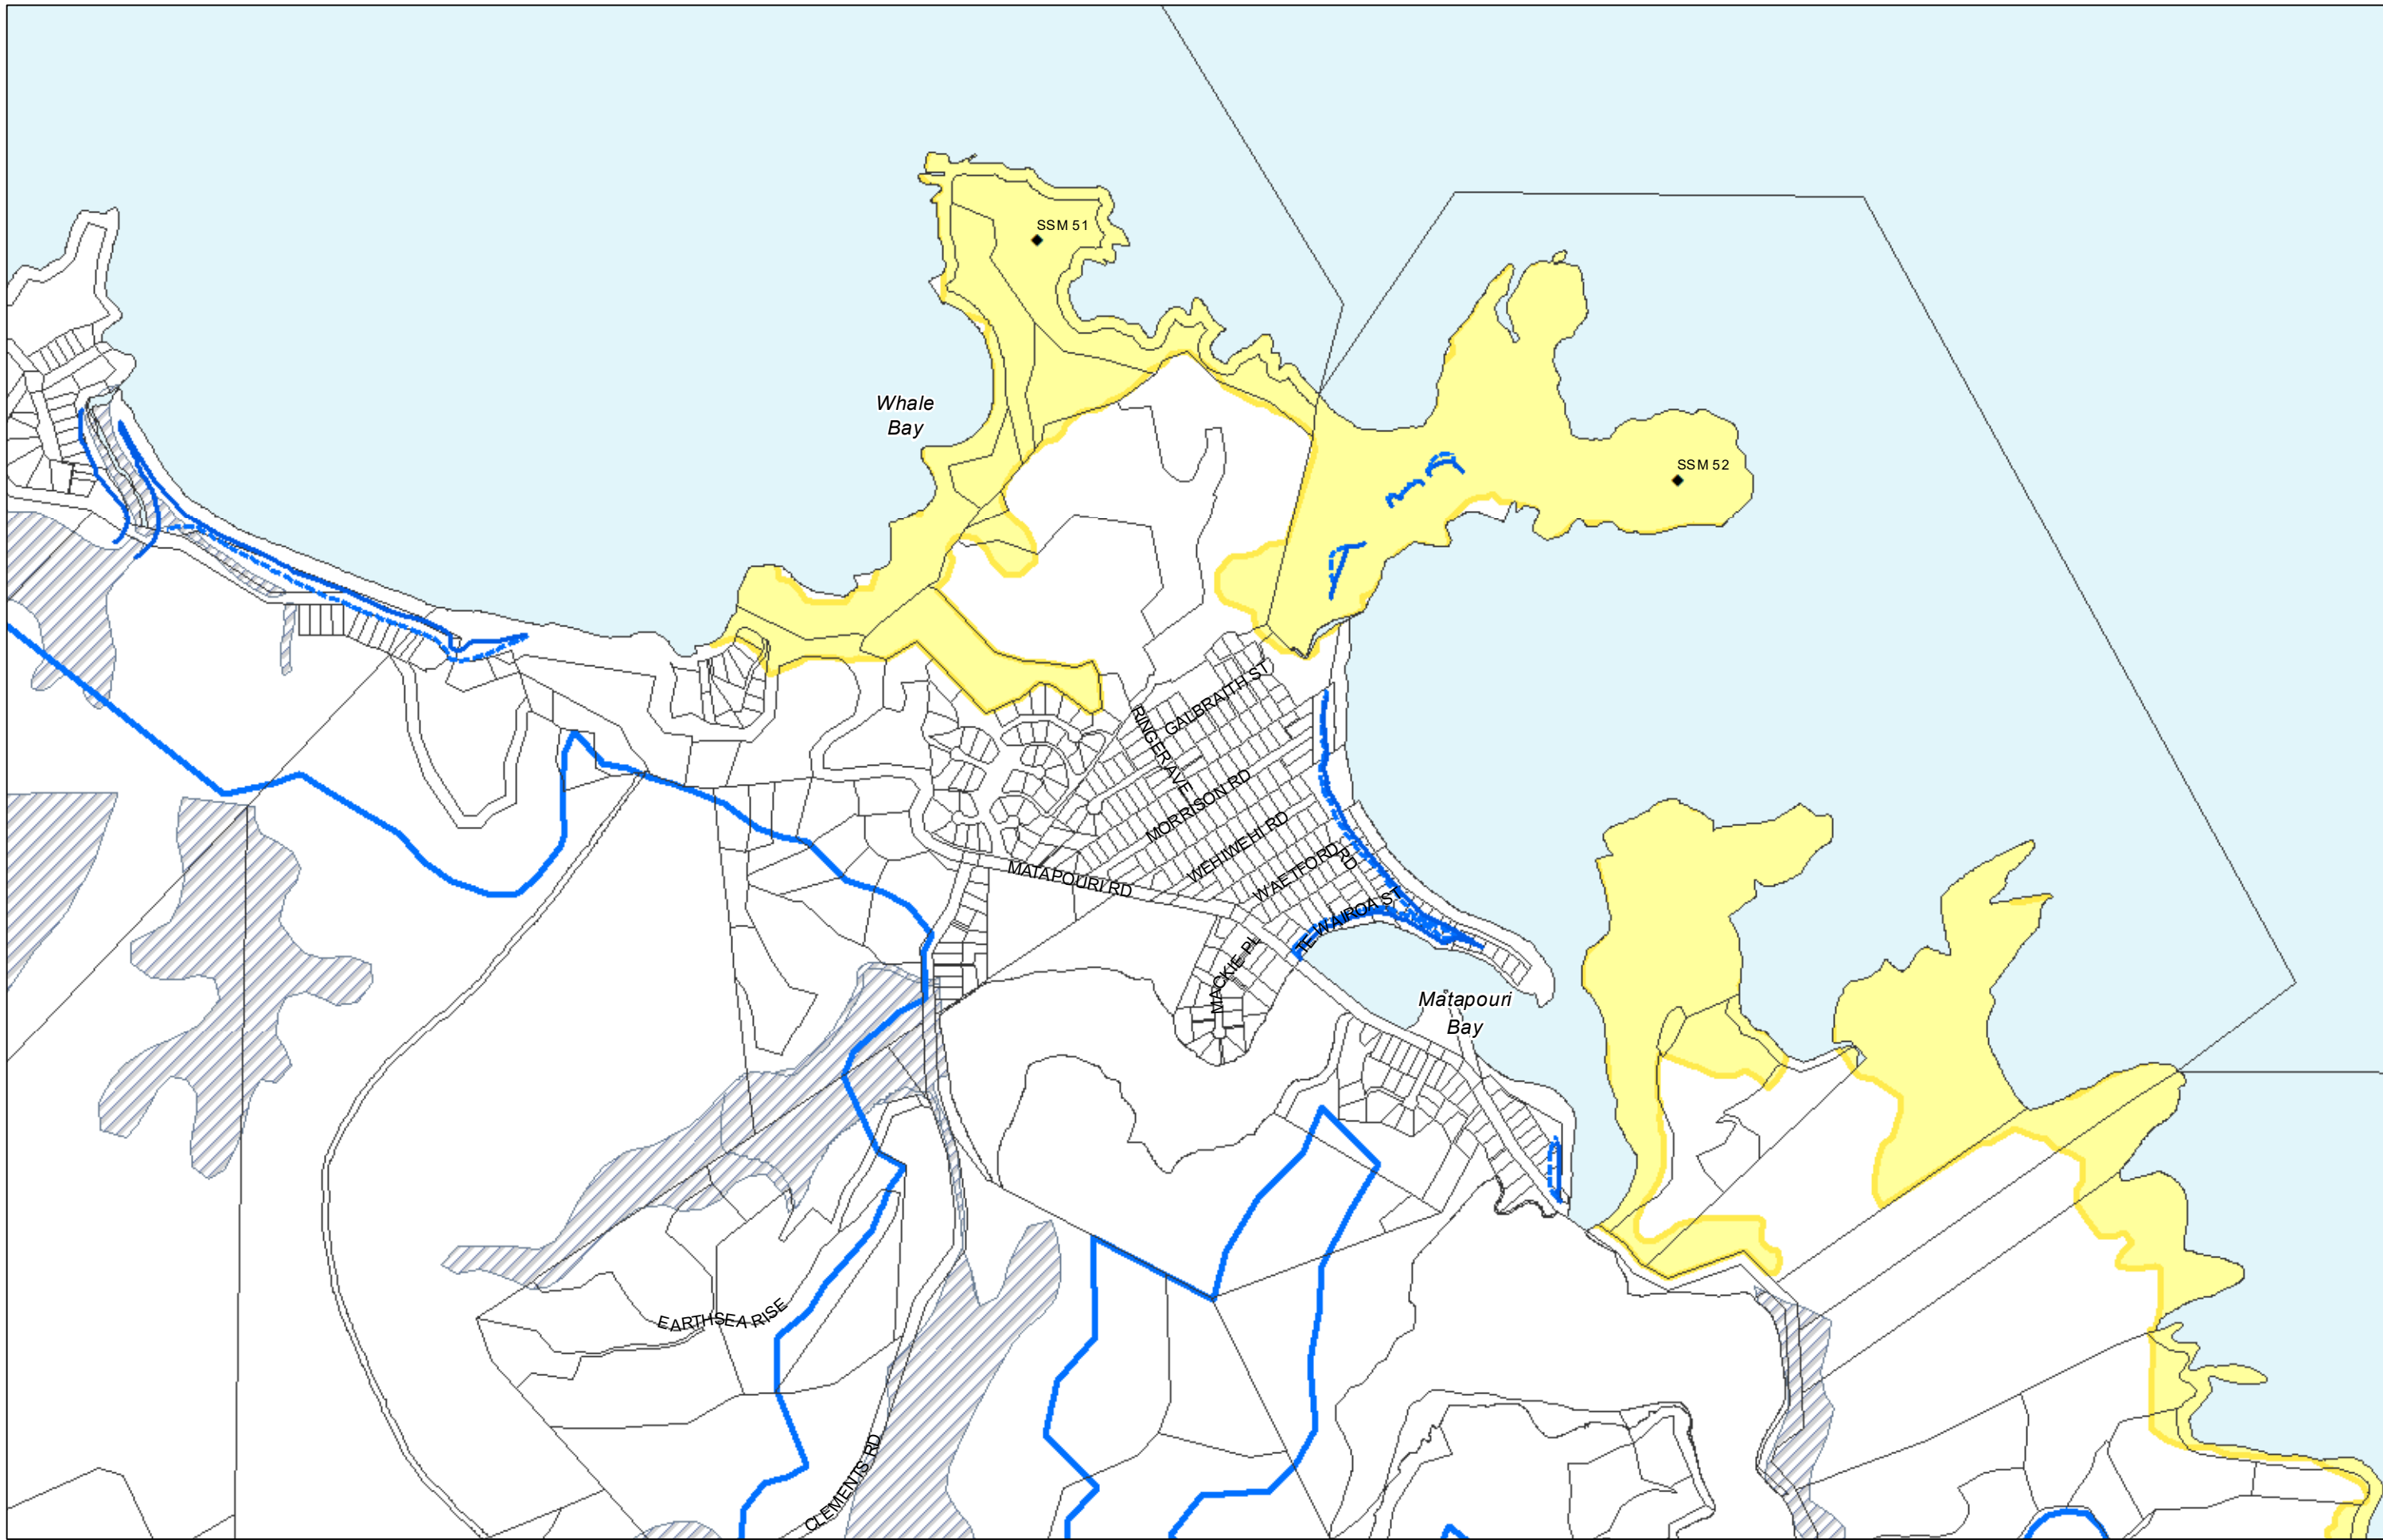 SSM 51
Whale
Bay
SSM 52
GALBRAITH ST
RINGER AVE
MORRISON RD
WEHIWEHI RD
WAETFORD
RD
MATAPOURI RD
TE WAIROA ST
MACKIE PL
Matapouri
Bay
EARTHSEA RISE
CLEMENTS RD